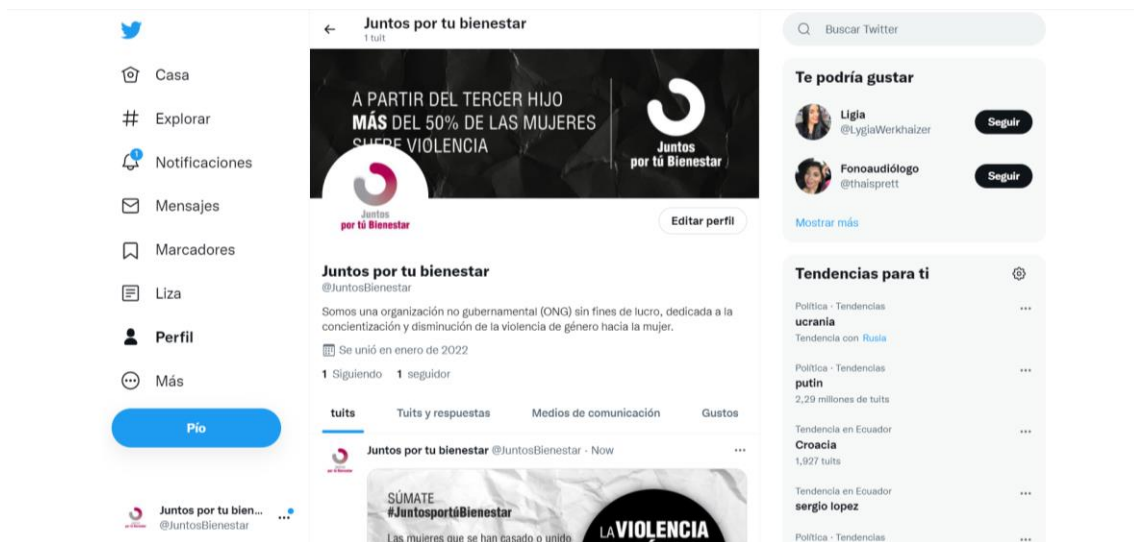 Casa
Explorar
Notificaciones
1
Mensajes
Marcadores
Liza
Perfil
Más
Pío
Juntos por tu bien...
@JuntosBienestar
Juntos por tu bienestar
1 tuit
A PARTIR DEL TERCER HIJO
MÁS DEL 50% DE LAS MUJERES
SUFRE VIOLENCIA
Juntos
por tú Bienestar
Juntos
por tú Bienestar
Editar perfil
Juntos por tu bienestar
@JuntosBienestar
Somos una organización no gubernamental (ONG) sin fines de lucro, dedicada a la
concientización y disminución de la violencia de género hacia la mujer.
Se unió en enero de 2022
1 Siguiendo 1 seguidor
tuits Tuits y respuestas Medios de comunicación Gustos
Juntos por tu bienestar @JuntosBienestar · Now
SÚMATE
#JuntosportúBienestar
Las mujeres que se han casado o unido
LA VIOLENCIA
Buscar Twitter
Te podría gustar
Ligia
@LygiaWerkhaizer
Seguir
Fonoaudiólogo
@thaisprett
Seguir
Mostrar más
Tendencias para ti
Política · Tendencias
ucrania
Tendencia con Rusia
Política · Tendencias
putin
2,29 millones de tuits
Tendencia en Ecuador
Croacia
1,927 tuits
Tendencia en Ecuador
sergio lopez
Política · Tendencias